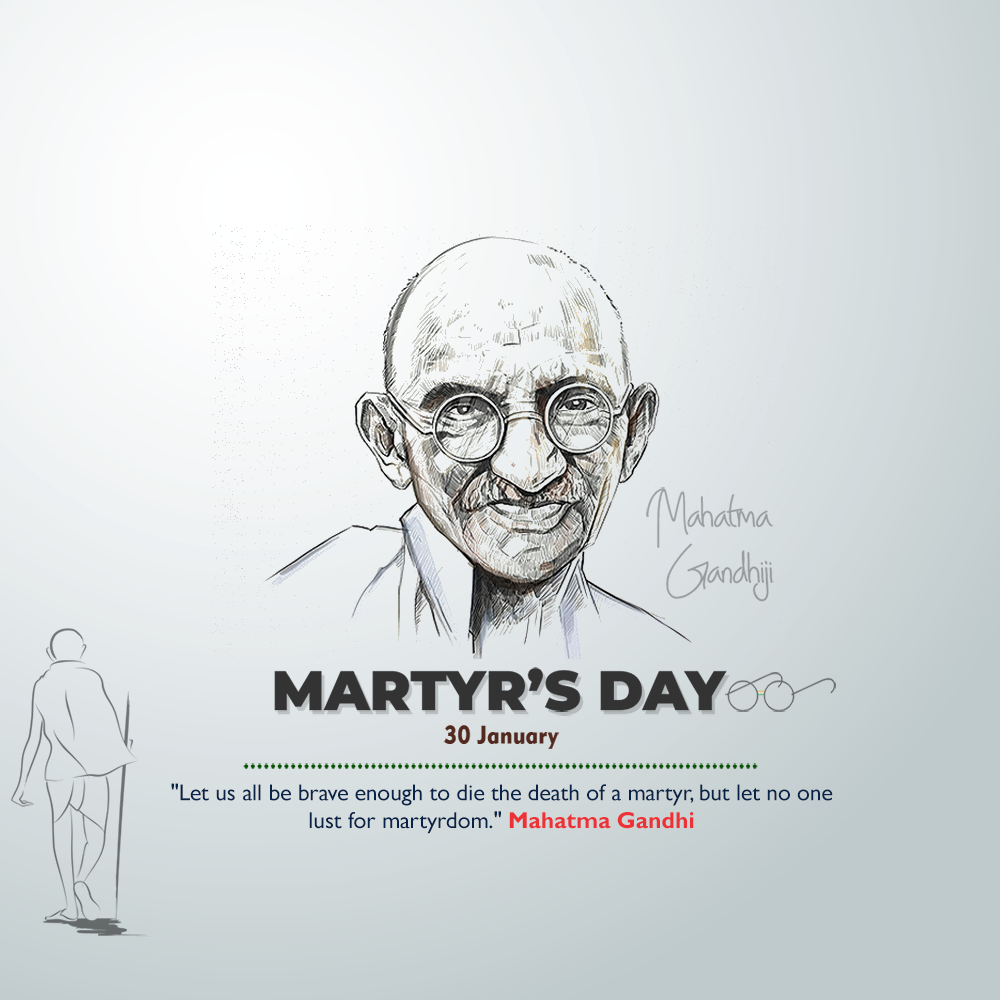 Mahatma
Gandhiji
MARTYR’S DAY
30 January
"Let us all be brave enough to die the death of a martyr, but let no one
lust for martyrdom." Mahatma Gandhi